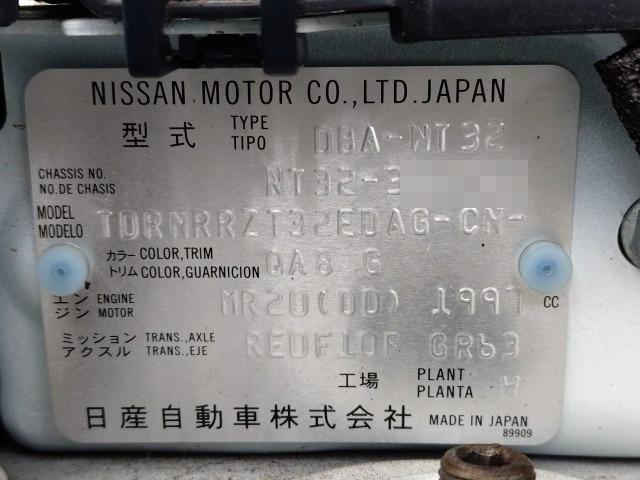 NISSAN MOTOR CO.,LTD.JAPAN
型式 TYPE TIPO DBA-NT32
CHASSIS NO. NO.DE CHASIS NT32-3
MODEL MODELO TDRNRRZT32EDAG-CN-
カラー COLOR,TRIM
トリム COLOR,GUARNICION QA8 G
エン ENGINE
ジン MOTOR MR20(DD) 1997 CC
ミッション TRANS.,AXLE
アクスル TRANS.,EJE RE0F10F GR63
工場 PLANT PLANTA W
日産自動車株式会社 MADE IN JAPAN
89909